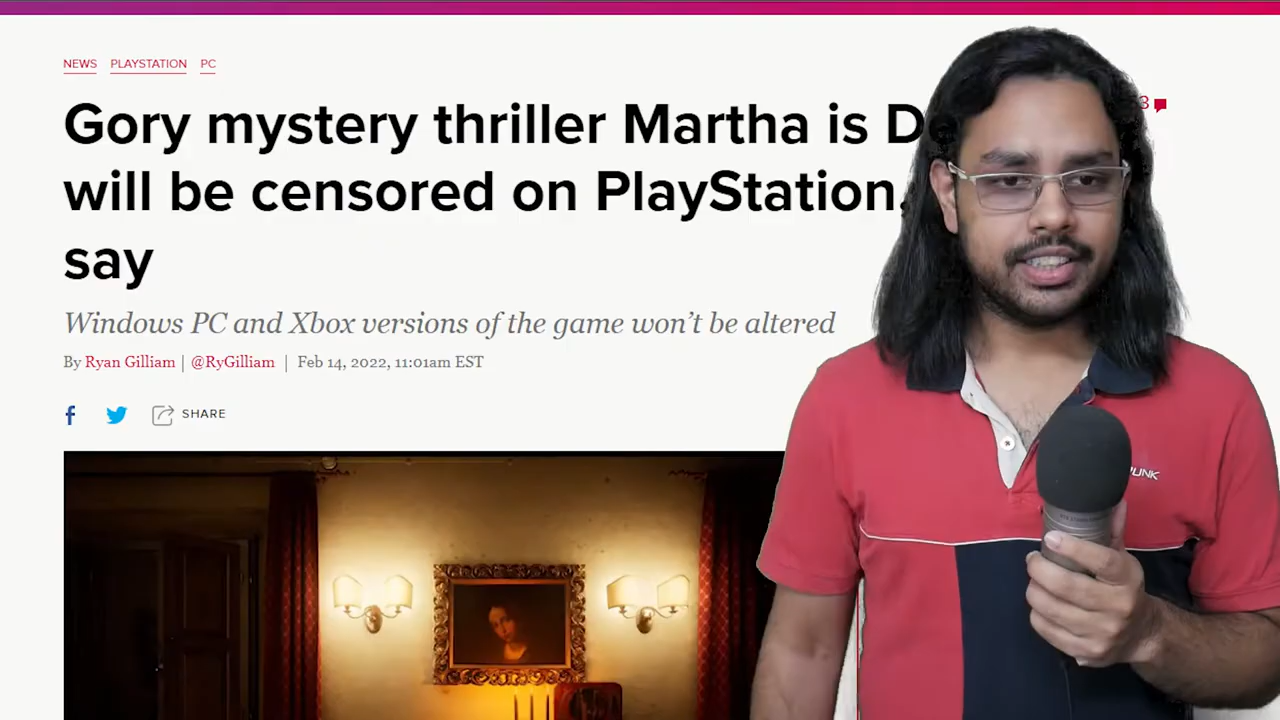 NEWS PLAYSTATION PC
3
Gory mystery thriller Martha is
will be censored on PlayStation,
say
Windows PC and Xbox versions of the game won't be altered
By Ryan Gilliam | @RyGilliam | Feb 14, 2022, 11:01am EST
SHARE